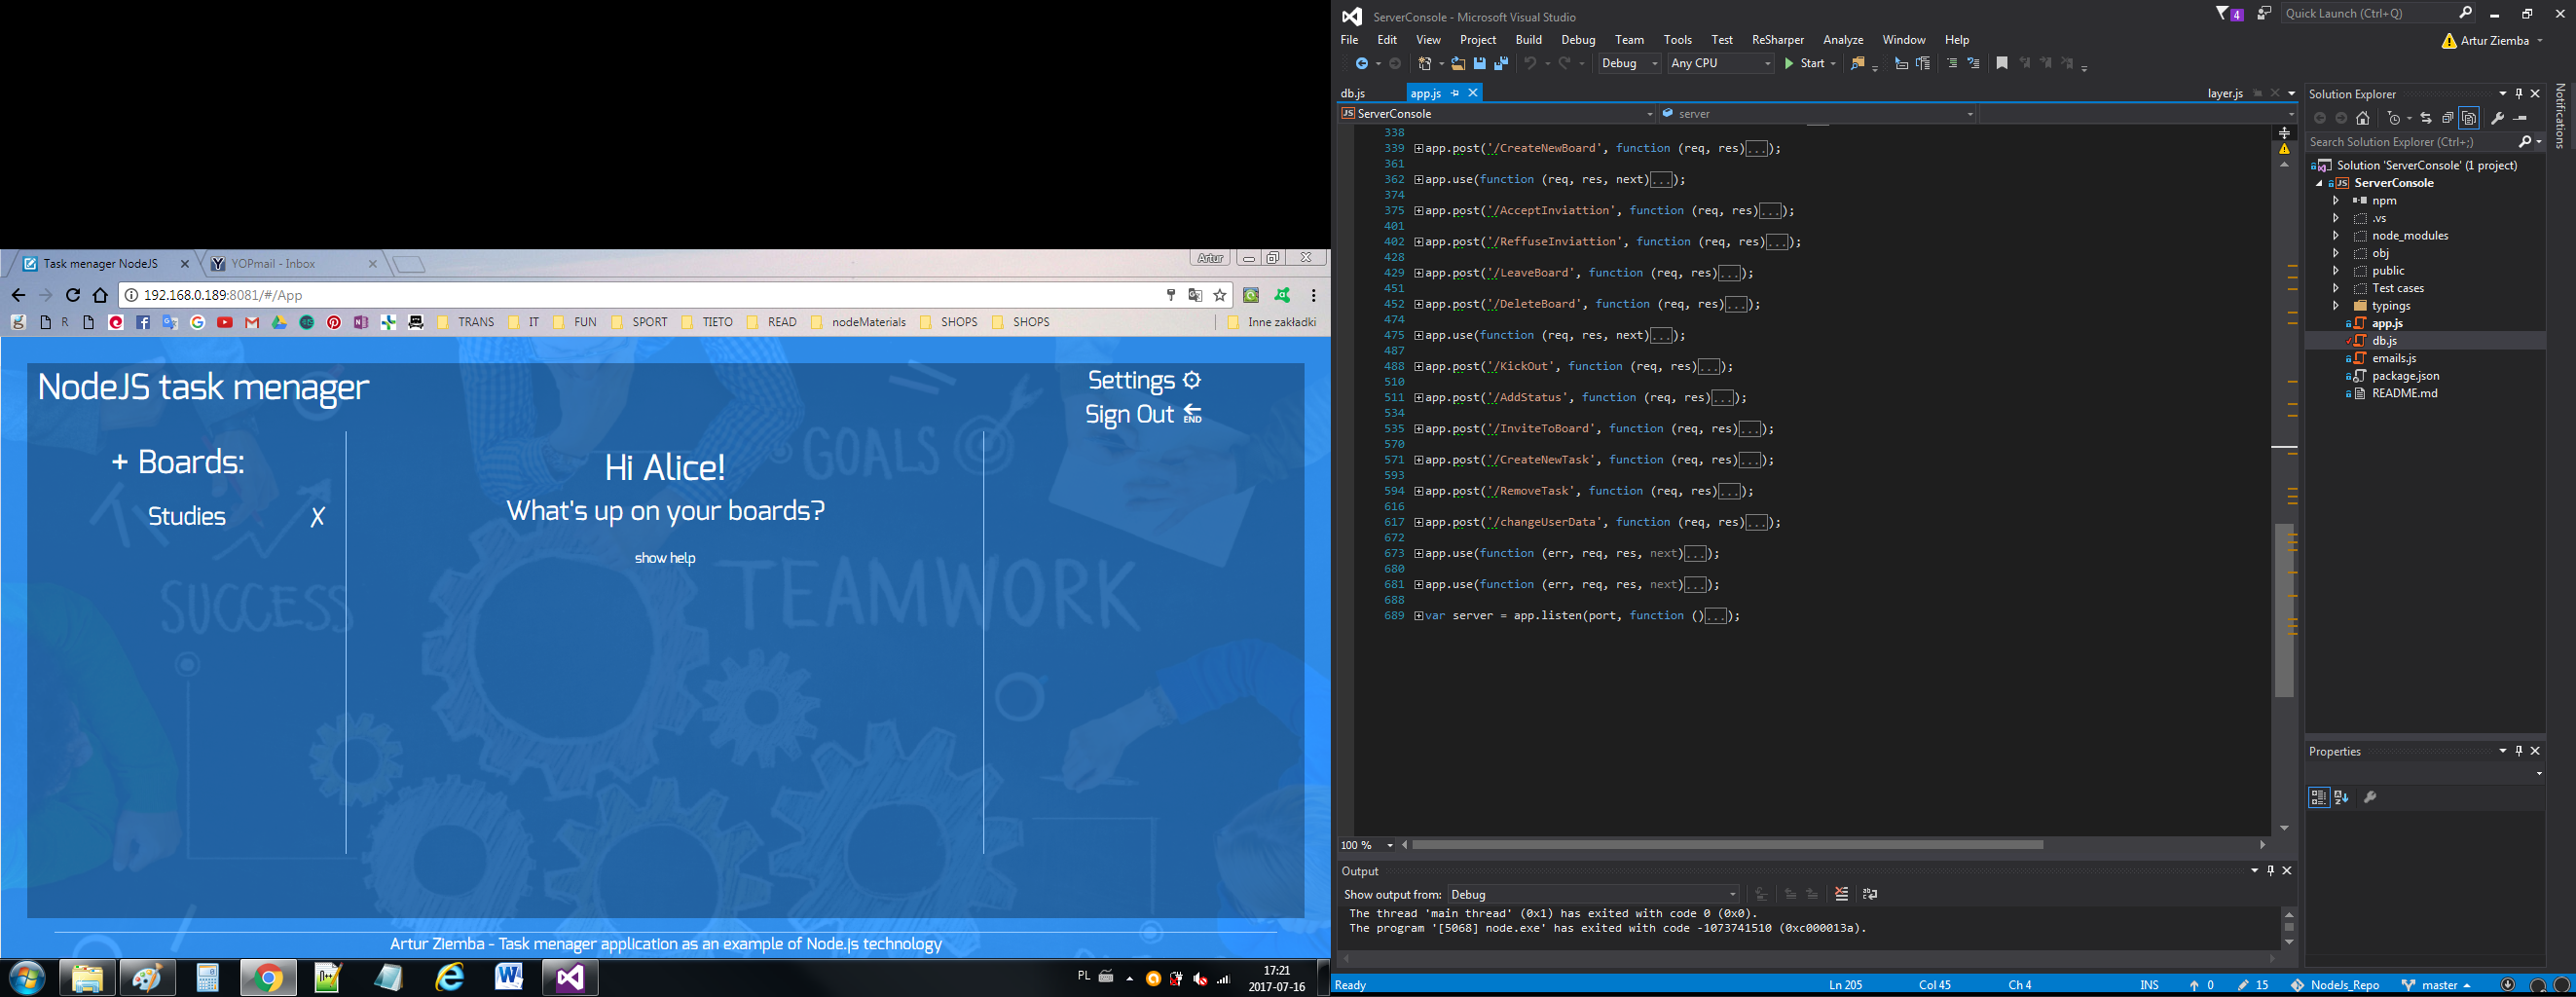 Task menager NodeJS
YOPmail - Inbox
Artur
192.168.0.189:8081/#/App
R
TRANS
IT
FUN
SPORT
TIETO
READ
nodeMaterials
SHOPS
SHOPS
Inne zakładki
NodeJS task menager
Settings
Sign Out
END
+ Boards:
Studies
X
Hi Alice!
What's up on your boards?
show help
GOALS
SUCCESS
TEAMWORK
Artur Ziemba - Task menager application as an example of Node.js technology
PL
17:21
2017-07-16
ServerConsole - Microsoft Visual Studio
4
Quick Launch (Ctrl+Q)
File Edit View Project Build Debug Team Tools Test ReSharper Analyze Window Help
Artur Ziemba
Debug
Any CPU
Start
db.js
app.js
layer.js
ServerConsole
server
338
339 app.post('/CreateNewBoard', function (req, res)...);
361
362 app.use(function (req, res, next)...);
374
375 app.post('/AcceptInviattion', function (req, res)...);
401
402 app.post('/ReffuseInviattion', function (req, res)...);
428
429 app.post('/LeaveBoard', function (req, res)...);
451
452 app.post('/DeleteBoard', function (req, res)...);
474
475 app.use(function (req, res, next)...);
487
488 app.post('/KickOut', function (req, res)...);
510
511 app.post('/AddStatus', function (req, res)...);
534
535 app.post('/InviteToBoard', function (req, res)...);
570
571 app.post('/CreateNewTask', function (req, res)...);
593
594 app.post('/RemoveTask', function (req, res)...);
616
617 app.post('/changeUserData', function (req, res)...);
672
673 app.use(function (err, req, res, next)...);
680
681 app.use(function (err, req, res, next)...);
688
689 var server = app.listen(port, function ()...);
100 %
Output
Show output from: Debug
The thread 'main thread' (0x1) has exited with code 0 (0x0).
The program '[5068] node.exe' has exited with code -1073741510 (0xc000013a).
Solution Explorer
Search Solution Explorer (Ctrl+;)
Solution 'ServerConsole' (1 project)
ServerConsole
npm
.vs
node_modules
obj
public
Test cases
typings
app.js
db.js
emails.js
package.json
README.md
Properties
Notifications
Ready
Ln 205
Col 45
Ch 4
INS
0
15
NodeJs_Repo
master